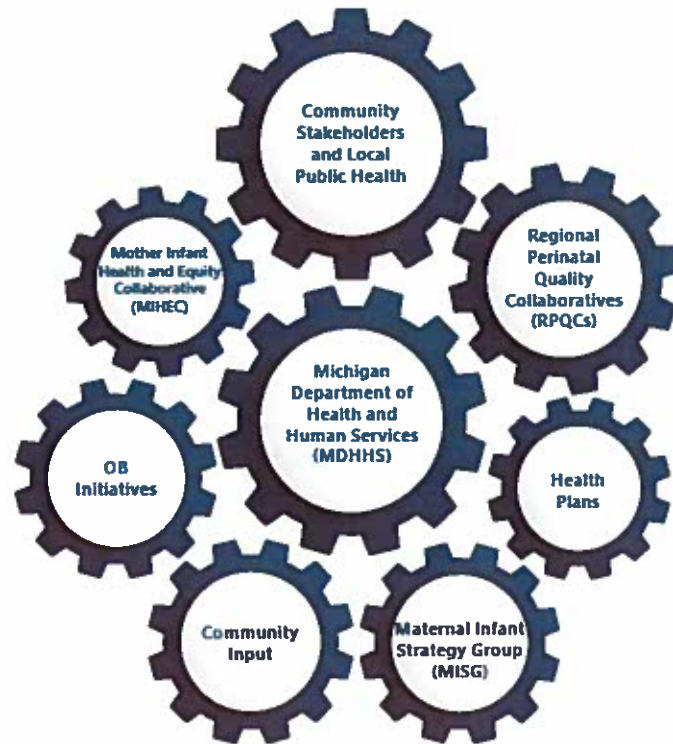 Community
Stakeholders
and Local
Public Health
Mother Infant
Health and Equity
Collaborative
(MIHEC)
Regional
Perinatal
Quality
Collaboratives
(RPQCs)
Michigan
Department of
Health and
Human Services
(MDHHS)
OB
Initiatives
Health
Plans
Community
Input
Maternal Infant
Strategy Group
(MISG)